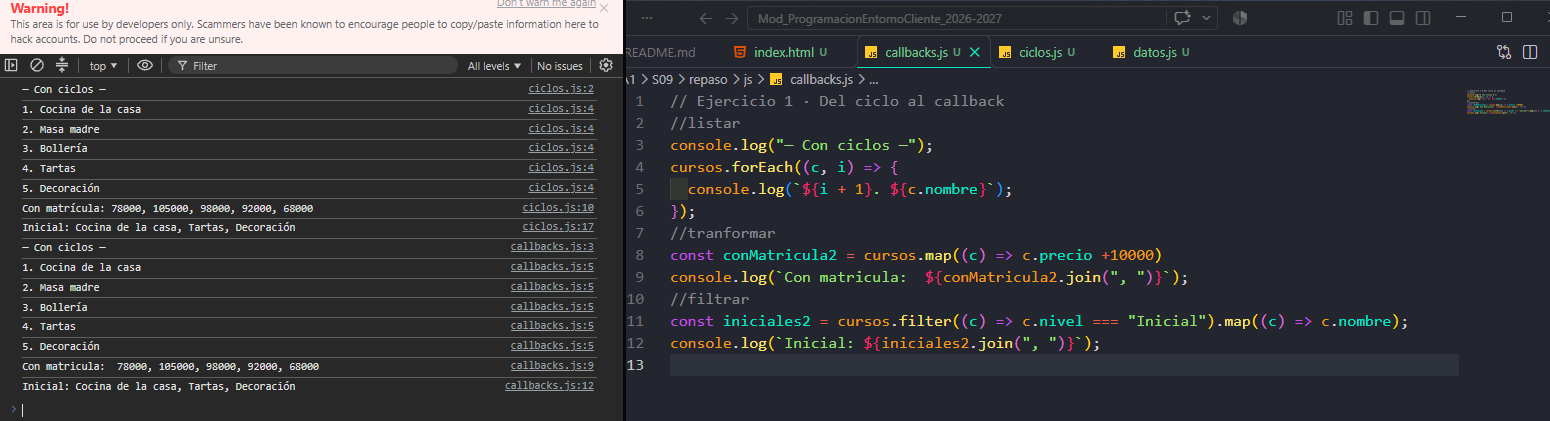 Warning!
Don't warn me again
This area is for use by developers only. Scammers have been known to encourage people to copy/paste information here to
hack accounts. Do not proceed if you are unsure.
top
Filter
All levels
No issues
— Con ciclos — ciclos.js:2
1. Cocina de la casa ciclos.js:4
2. Masa madre ciclos.js:4
3. Bollería ciclos.js:4
4. Tartas ciclos.js:4
5. Decoración ciclos.js:4
Con matrícula: 78000, 105000, 98000, 92000, 68000 ciclos.js:10
Inicial: Cocina de la casa, Tartas, Decoración ciclos.js:17
— Con ciclos — callbacks.js:3
1. Cocina de la casa callbacks.js:5
2. Masa madre callbacks.js:5
3. Bollería callbacks.js:5
4. Tartas callbacks.js:5
5. Decoración callbacks.js:5
Con matricula:  78000, 105000, 98000, 92000, 68000 callbacks.js:9
Inicial: Cocina de la casa, Tartas, Decoración callbacks.js:12
>
Mod_ProgramacionEntornoCliente_2026-2027
README.md
index.html U
callbacks.js U
ciclos.js U
datos.js U
A1 > S09 > repaso > js > callbacks.js > ...
1 // Ejercicio 1 · Del ciclo al callback
2 //listar
3 console.log("— Con ciclos —");
4 cursos.forEach((c, i) => {
5   console.log(`${i + 1}. ${c.nombre}`);
6 });
7 //tranformar
8 const conMatricula2 = cursos.map((c) => c.precio +10000)
9 console.log(`Con matricula:  ${conMatricula2.join(", ")}`);
10 //filtrar
11 const iniciales2 = cursos.filter((c) => c.nivel === "Inicial").map((c) => c.nombre);
12 console.log(`Inicial: ${iniciales2.join(", ")}`);
13